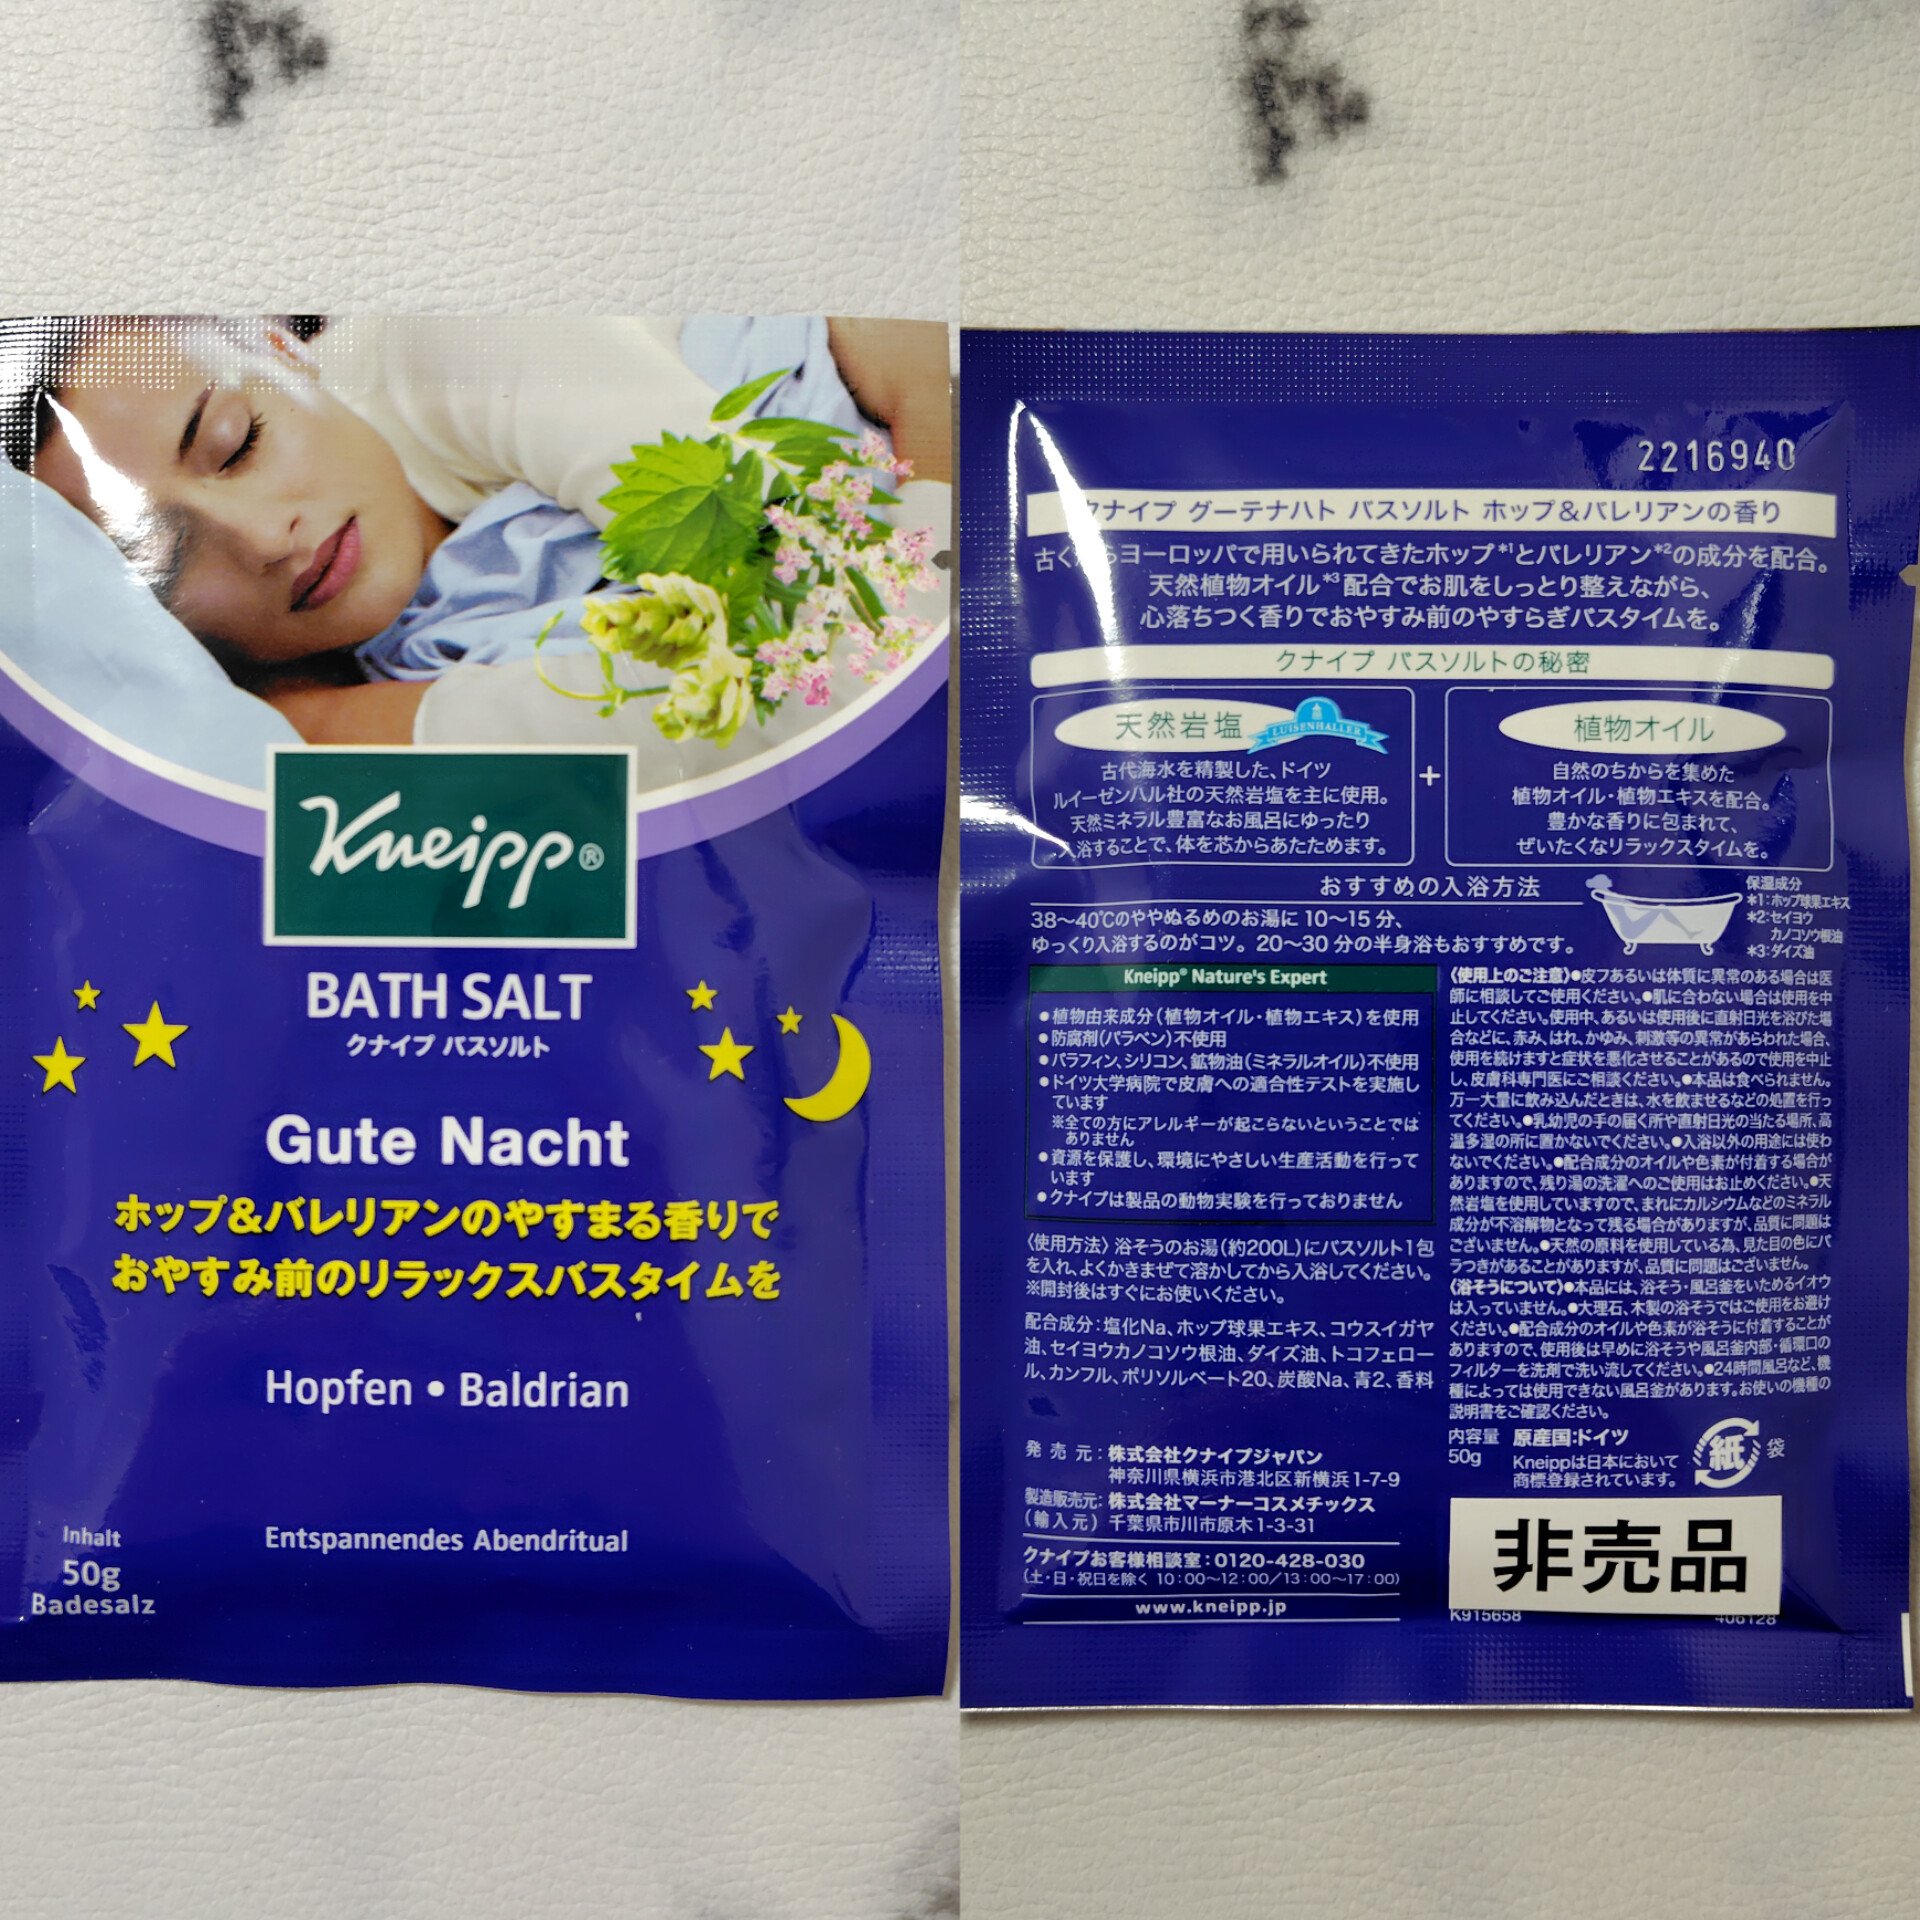 Kneipp®
BATH SALT
クナイプ バスソルト
Gute Nacht
ホップ&バレリアンのやすまる香りで
おやすみ前のリラックスバスタイムを
Hopfen • Baldrian
Entspannendes Abendritual
Inhalt
50g
Badesalz
2216940
クナイプ グーテナハト バスソルト ホップ&バレリアンの香り
古く らヨーロッパで用いられてきたホップ*1とバレリアン*2の成分を配合。
天然植物オイル*3配合でお肌をしっとり整えながら、
心落ちつく香りでおやすみ前のやすらぎバスタイムを。
クナイプ バスソルトの秘密
天然岩塩
LUISENHALLER
古代海水を精製した、ドイツ
ルイーゼンハル社の天然岩塩を主に使用。
天然ミネラル豊富なお風呂にゆったり
入浴することで、体を芯からあたためます。
+
植物オイル
自然のちからを集めた
植物オイル・植物エキスを配合。
豊かな香りに包まれて、
ぜいたくなリラックスタイムを。
おすすめの入浴方法
38〜40℃のややぬるめのお湯に10〜15分、
ゆっくり入浴するのがコツ。20〜30分の半身浴もおすすめです。
保湿成分
*1:ホップ球果エキス
*2:セイヨウ
カノコソウ根油
*3:ダイズ油
Kneipp® Nature's Expert
●植物由来成分(植物オイル・植物エキス)を使用
●防腐剤(パラベン)不使用
●パラフィン、シリコン、鉱物油(ミネラルオイル)不使用
●ドイツ大学病院で皮膚への適合性テストを実施し
ています
※全ての方にアレルギーが起こらないということでは
ありません
●資源を保護し、環境にやさしい生産活動を行って
います
●クナイプは製品の動物実験を行っておりません
〈使用方法〉浴そうのお湯(約200L)にバスソルト1包
を入れ、よくかきまぜて溶かしてから入浴してください。
※開封後はすぐにお使いください。
配合成分:塩化Na、ホップ球果エキス、コウスイガヤ
油、セイヨウカノコソウ根油、ダイズ油、トコフェロー
ル、カンフル、ポリソルベート20、炭酸Na、青2、香料
発売元:株式会社クナイプジャパン
神奈川県横浜市港北区新横浜1-7-9
製造販売元:株式会社マーナーコスメチックス
(輸入元)千葉県市川市原木1-3-31
クナイプお客様相談室:0120-428-030
(土・日・祝日を除く 10:00〜12:00/13:00〜17:00)
www.kneipp.jp
〈使用上のご注意〉●皮フあるいは体質に異常のある場合は医
師に相談してご使用ください。●肌に合わない場合は使用を中
止してください。使用中、あるいは使用後に直射日光を浴びた場
合などに、赤み、はれ、かゆみ、刺激等の異常があらわれた場合、
使用を続けますと症状を悪化させることがあるので使用を中止
し、皮膚科専門医にご相談ください。●本品は食べられません。
万一大量に飲み込んだときは、水を飲ませるなどの処置を行っ
てください。●乳幼児の手の届く所や直射日光の当たる場所、高
温多湿の所に置かないでください。●入浴以外の用途には使わ
ないでください。●配合成分のオイルや色素が付着する場合が
ありますので、残り湯の洗濯へのご使用はお止めください。●天
然岩塩を使用していますので、まれにカルシウムなどのミネラル
成分が不溶解物となって残る場合がありますが、品質に問題は
ございません。●天然の原料を使用している為、見た目の色にバ
ラつきがあることがありますが、品質に問題はございません。
〈浴そうについて〉●本品には、浴そう・風呂釜をいためるイオウ
は入っていません。●大理石、木製の浴そうではご使用をお避け
ください。●配合成分のオイルや色素が浴そうに付着することが
ありますので、使用後は早めに浴そうや風呂釜内部・循環口の
フィルターを洗剤で洗い流してください。●24時間風呂など、機
種によっては使用できない風呂釜があります。お使いの機種の
説明書をご確認ください。
内容量
50g
原産国:ドイツ
Kneippは日本において
商標登録されています。
紙
袋
非売品
K915658
406128